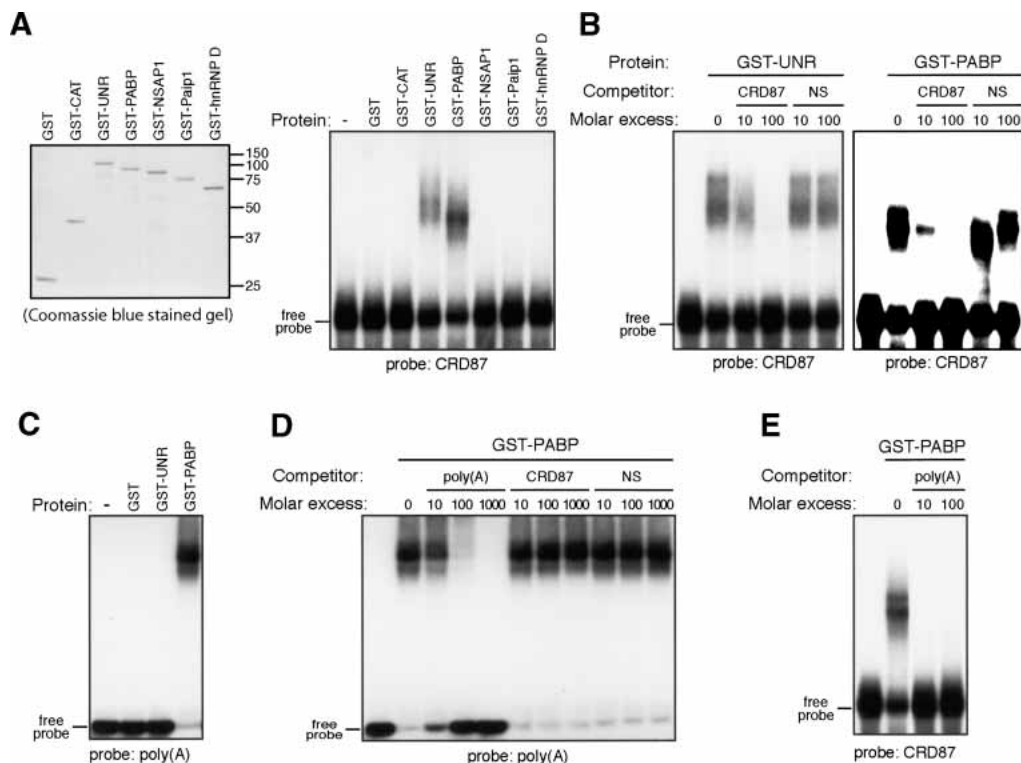 A
GST
GST-CAT
GST-UNR
GST-PABP
GST-NSAP1
GST-Paip1
GST-hnRNP D
150
100
75
50
37
25
(Coomassie blue stained gel)
Protein: - GST GST-CAT GST-UNR GST-PABP GST-NSAP1 GST-Paip1 GST-hnRNP D
free
probe
probe: CRD87
B
Protein: GST-UNR GST-PABP
Competitor: CRD87 NS CRD87 NS
Molar excess: 0 10 100 10 100 0 10 100 10 100
free
probe
probe: CRD87 probe: CRD87
C
Protein: - GST GST-UNR GST-PABP
free
probe
probe: poly(A)
D
GST-PABP
Competitor: poly(A) CRD87 NS
Molar excess: 0 10 100 1000 10 100 1000 10 100 1000
free
probe
probe: poly(A)
E
GST-PABP
Competitor: poly(A)
Molar excess: 0 10 100
free
probe
probe: CRD87